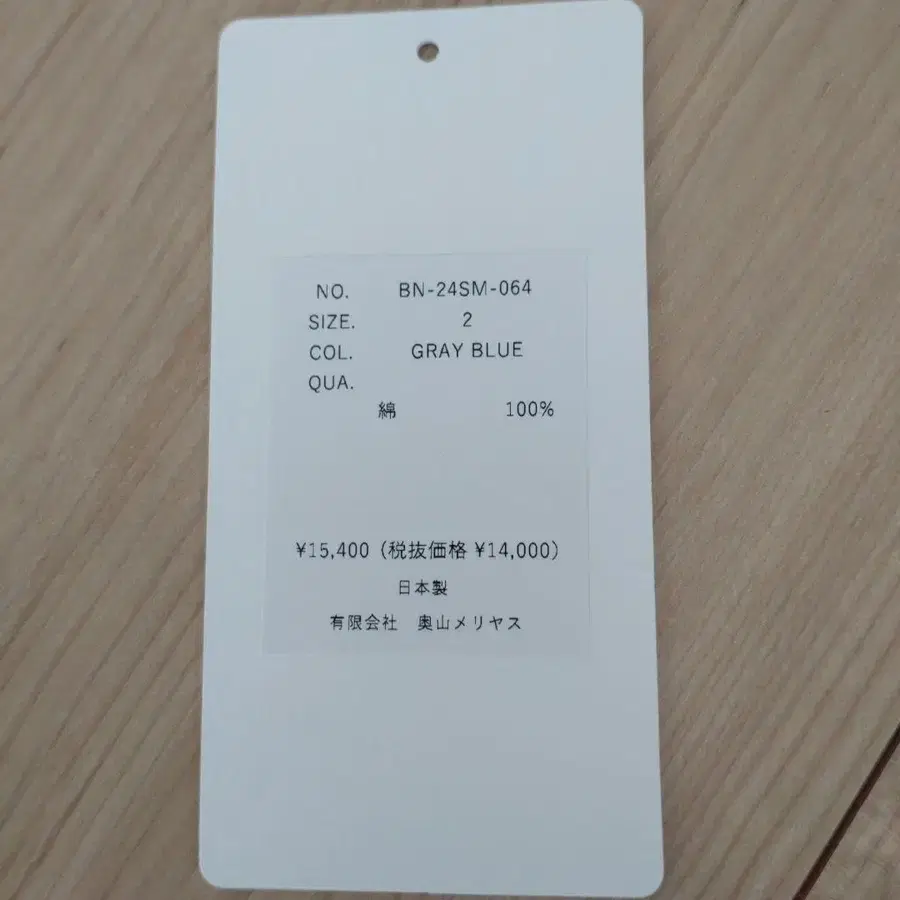 NO. BN-24SM-064
SIZE. 2
COL. GRAY BLUE
QUA.
綿 100%
¥15,400 (税抜価格 ¥14,000)
日本製
有限会社 奥山メリヤス